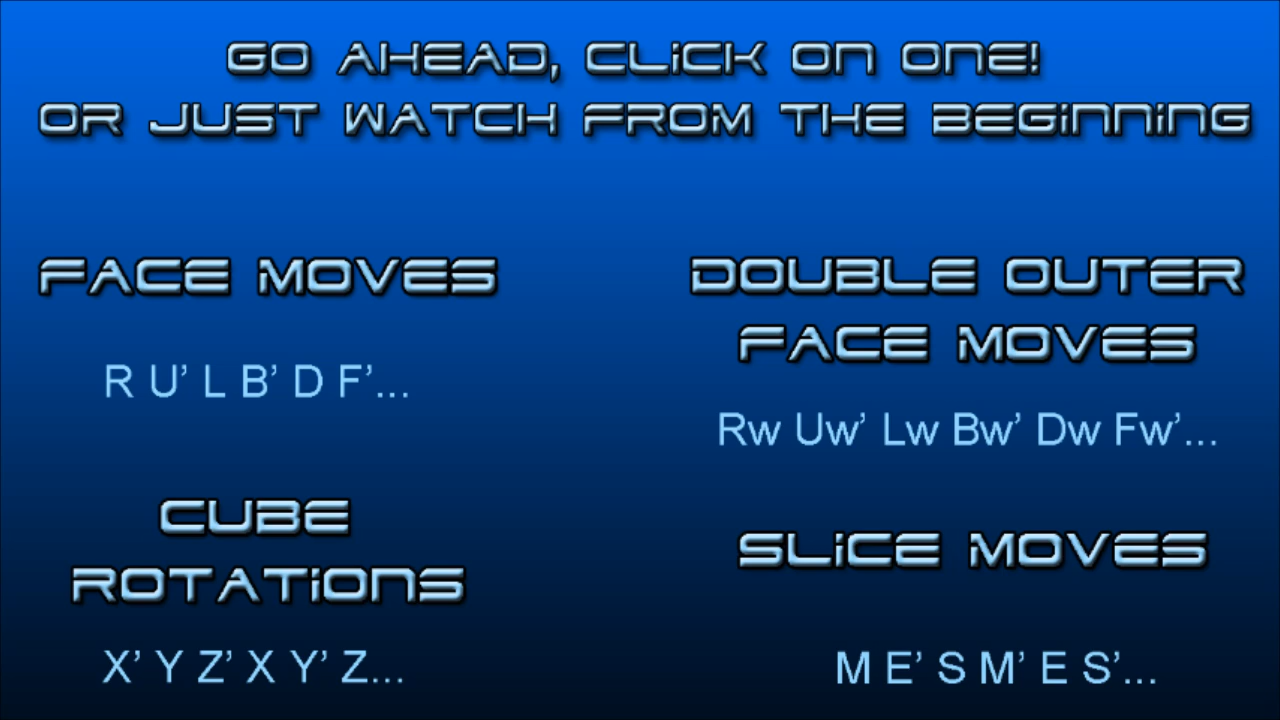 GO AHEAD, CLiCK ON ONE!
OR JUST WATCH FROM THE BEGiNNiNG
FACE MOVES
R U’ L B’ D F’...
DOUBLE OUTER
FACE MOVES
Rw Uw’ Lw Bw’ Dw Fw’...
CUBE
ROTATiONS
X’ Y Z’ X Y’ Z...
SLiCE MOVES
M E’ S M’ E S’...